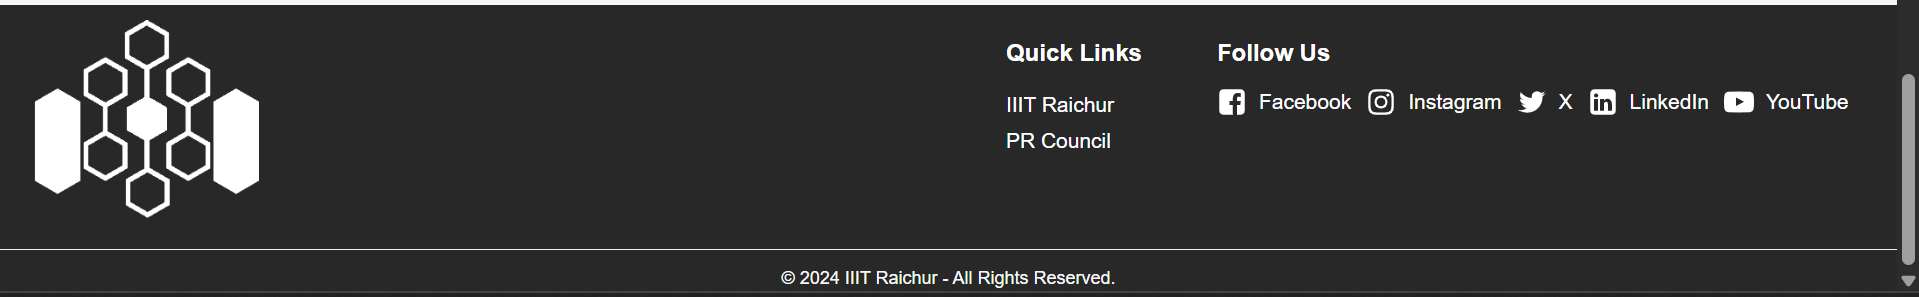 Quick Links
IIIT Raichur
PR Council
Follow Us
Facebook Instagram X LinkedIn YouTube
© 2024 IIIT Raichur - All Rights Reserved.